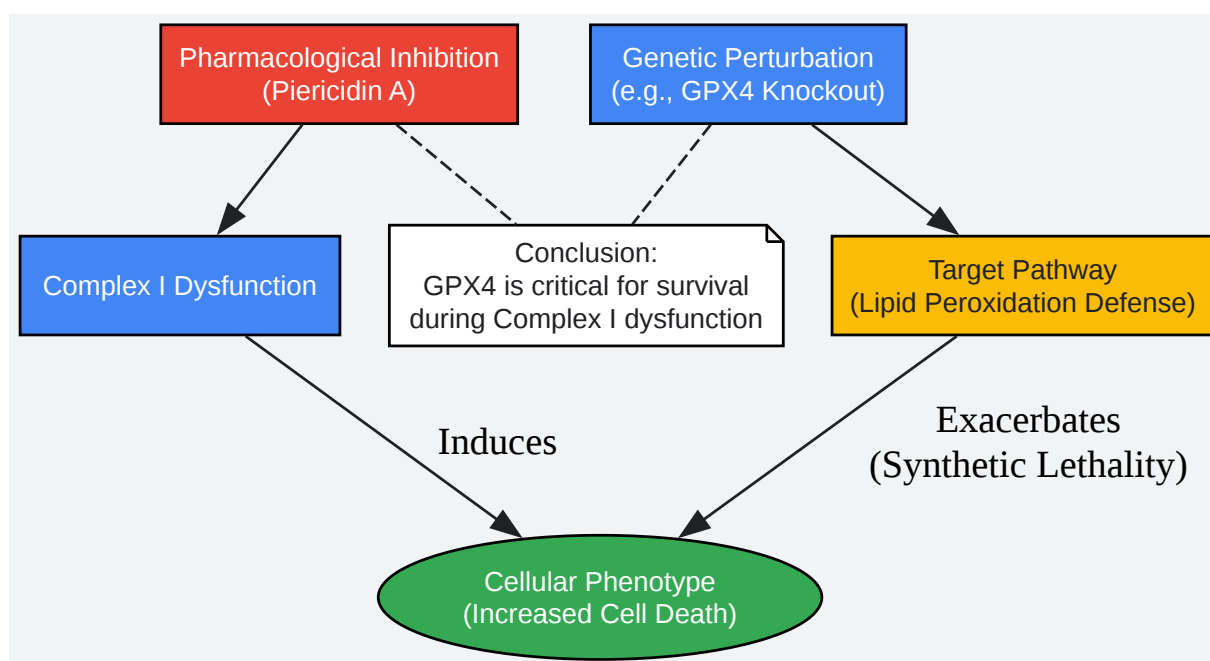 Pharmacological Inhibition
(Piericidin A)
Genetic Perturbation
(e.g., GPX4 Knockout)
Complex I Dysfunction
Conclusion:
GPX4 is critical for survival
during Complex I dysfunction
Target Pathway
(Lipid Peroxidation Defense)
Induces
Exacerbates
(Synthetic Lethality)
Cellular Phenotype
(Increased Cell Death)